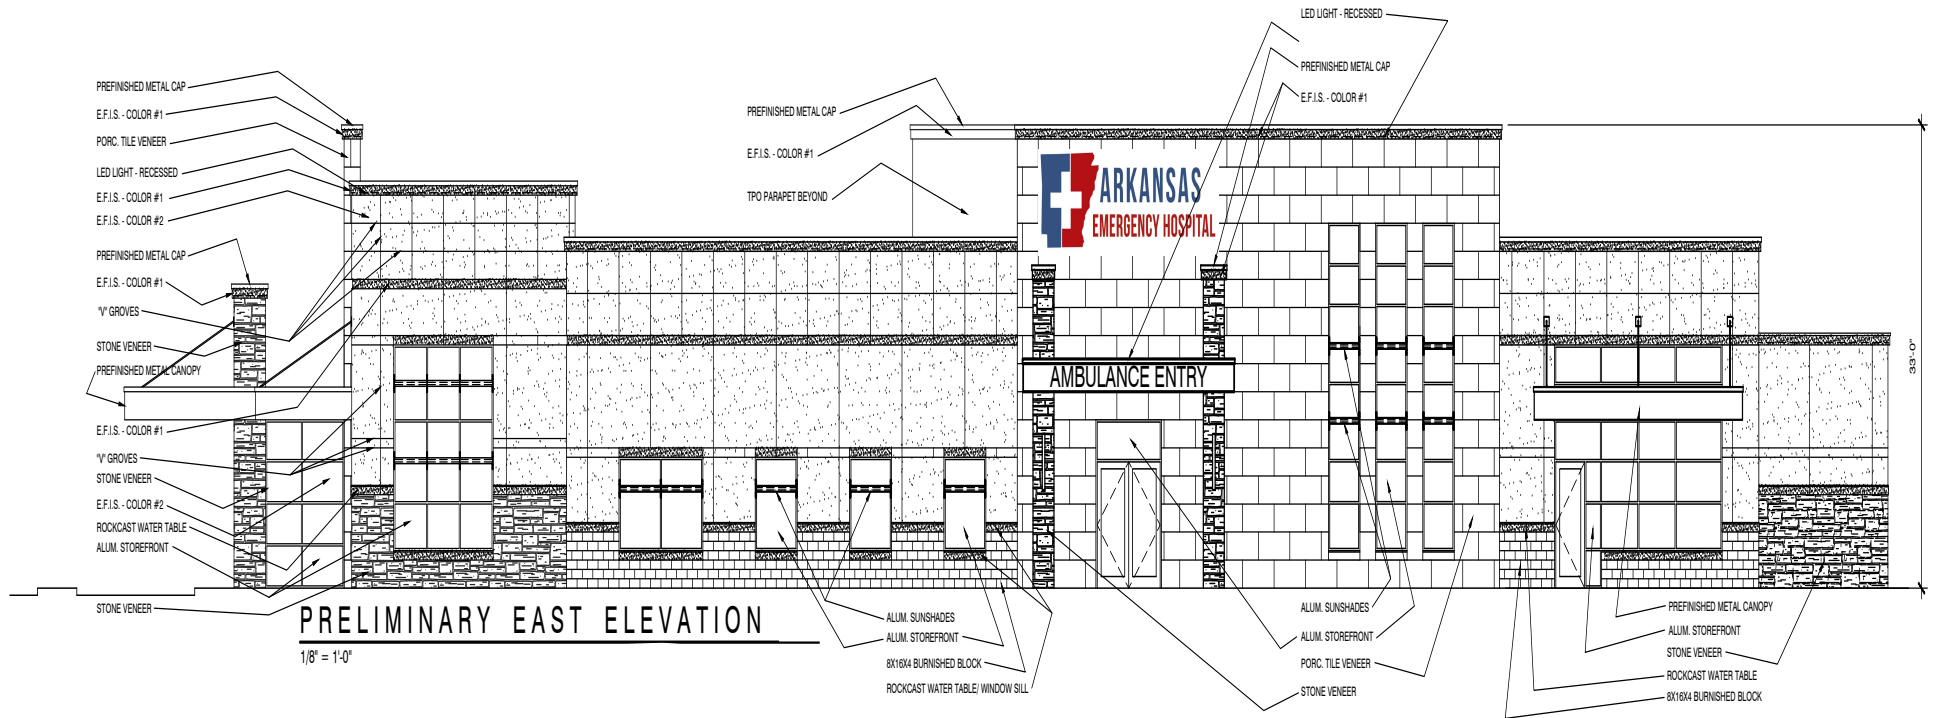 LED LIGHT - RECESSED
PREFINISHED METAL CAP
E.F.I.S. - COLOR #1
PREFINISHED METAL CAP
E.F.I.S. - COLOR #1
PORC. TILE VENEER
LED LIGHT - RECESSED
E.F.I.S. - COLOR #1
E.F.I.S. - COLOR #2
PREFINISHED METAL CAP
E.F.I.S. - COLOR #1
"V" GROVES
STONE VENEER
PREFINISHED METAL CANOPY
E.F.I.S. - COLOR #1
"V" GROVES
STONE VENEER
E.F.I.S. - COLOR #2
ROCKCAST WATER TABLE
ALUM. STOREFRONT
STONE VENEER
PREFINISHED METAL CAP
E.F.I.S. - COLOR #1
TPO PARAPET BEYOND
ARKANSAS
EMERGENCY HOSPITAL
AMBULANCE ENTRY
33'-0"
PRELIMINARY EAST ELEVATION
1/8" = 1'-0"
ALUM. SUNSHADES
ALUM. STOREFRONT
8X16X4 BURNISHED BLOCK
ROCKCAST WATER TABLE/ WINDOW SILL
ALUM. SUNSHADES
ALUM. STOREFRONT
PORC. TILE VENEER
STONE VENEER
PREFINISHED METAL CANOPY
ALUM. STOREFRONT
STONE VENEER
ROCKCAST WATER TABLE
8X16X4 BURNISHED BLOCK